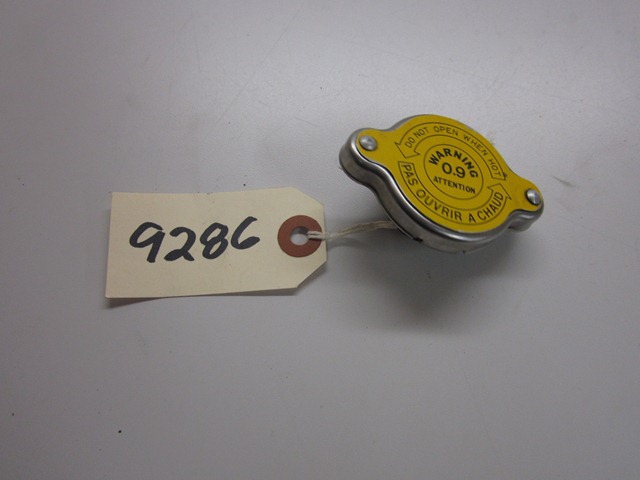 9286
DO NOT OPEN WHEN HOT
WARNING
0.9
ATTENTION
PAS OUVRIR A CHAUD